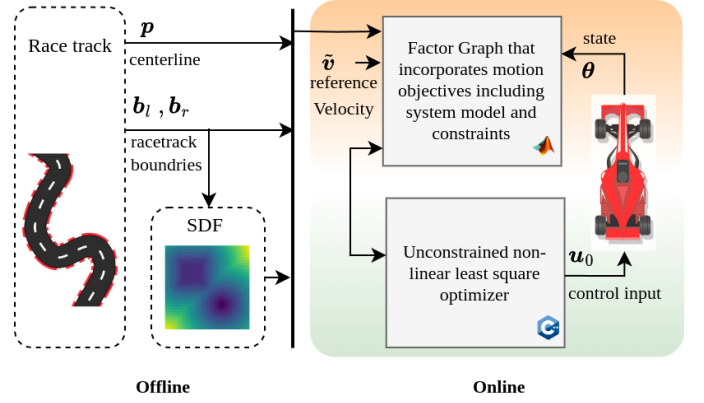 Race track
p
centerline
b_l , b_r
racetrack
boundries
SDF
Offline
ṽ
reference
Velocity
Factor Graph that
incorporates motion
objectives including
system model and
constraints
state
θ
Unconstrained non-
linear least square
optimizer
C++
u_0
control input
Online